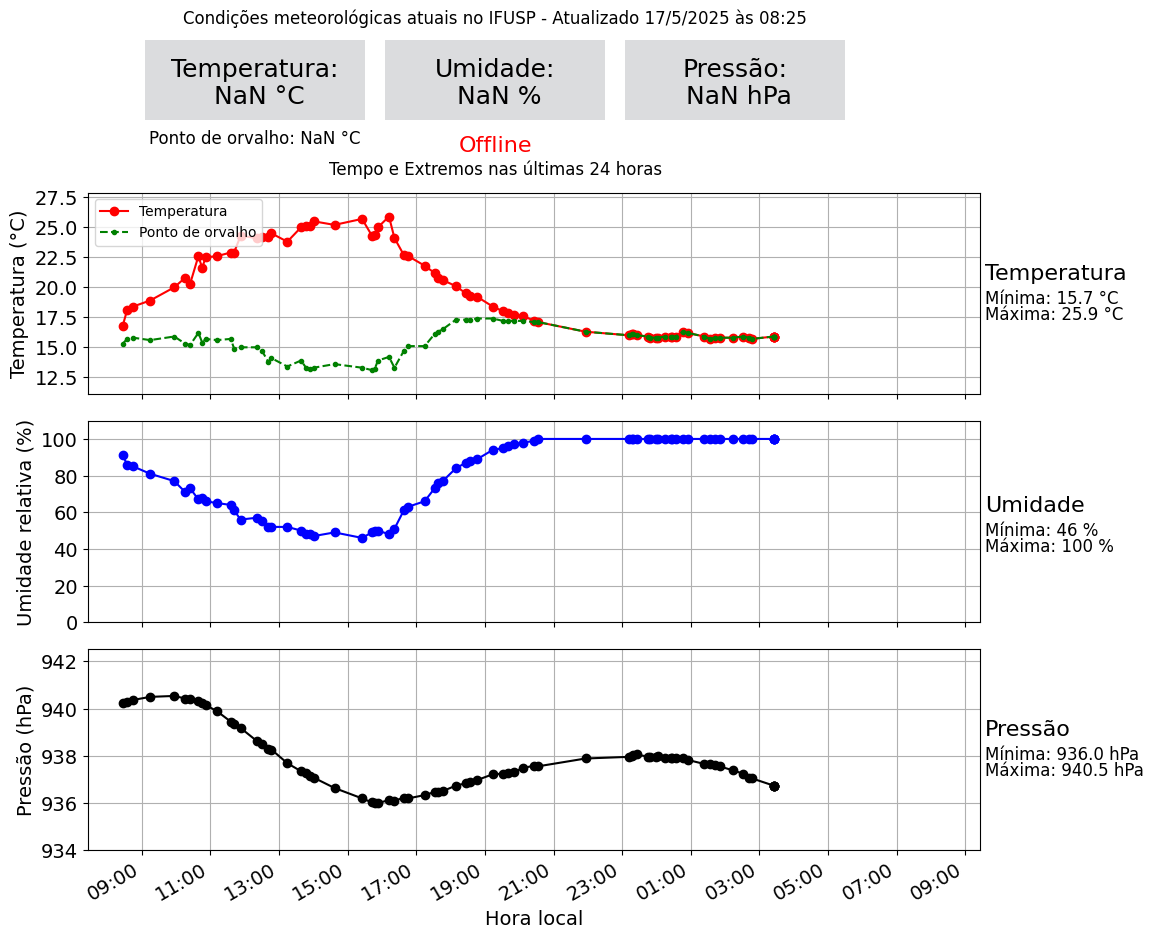 Condições meteorológicas atuais no IFUSP - Atualizado 17/5/2025 às 08:25
Temperatura:
NaN °C
Umidade:
NaN %
Pressão:
NaN hPa
Ponto de orvalho: NaN °C
Offline
Tempo e Extremos nas últimas 24 horas
Temperatura (°C)
27.5
25.0
22.5
20.0
17.5
15.0
12.5
Temperatura
Ponto de orvalho
Temperatura
Mínima: 15.7 °C
Máxima: 25.9 °C
Umidade relativa (%)
100
80
60
40
20
0
Umidade
Mínima: 46 %
Máxima: 100 %
Pressão (hPa)
942
940
938
936
934
Pressão
Mínima: 936.0 hPa
Máxima: 940.5 hPa
09:00
11:00
13:00
15:00
17:00
19:00
21:00
23:00
01:00
03:00
05:00
07:00
09:00
Hora local